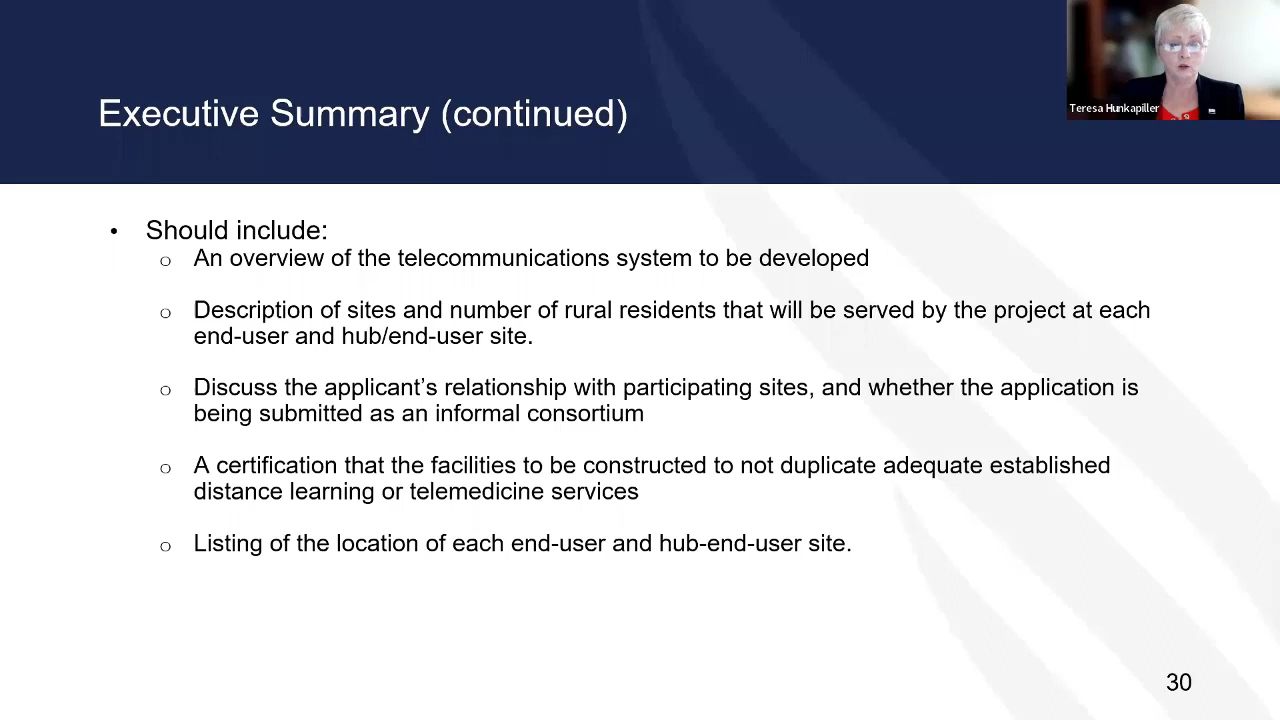 Teresa Hunkapiller
Executive Summary (continued)
• Should include:
o An overview of the telecommunications system to be developed
o Description of sites and number of rural residents that will be served by the project at each
end-user and hub/end-user site.
o Discuss the applicant’s relationship with participating sites, and whether the application is
being submitted as an informal consortium
o A certification that the facilities to be constructed to not duplicate adequate established
distance learning or telemedicine services
o Listing of the location of each end-user and hub-end-user site.
30